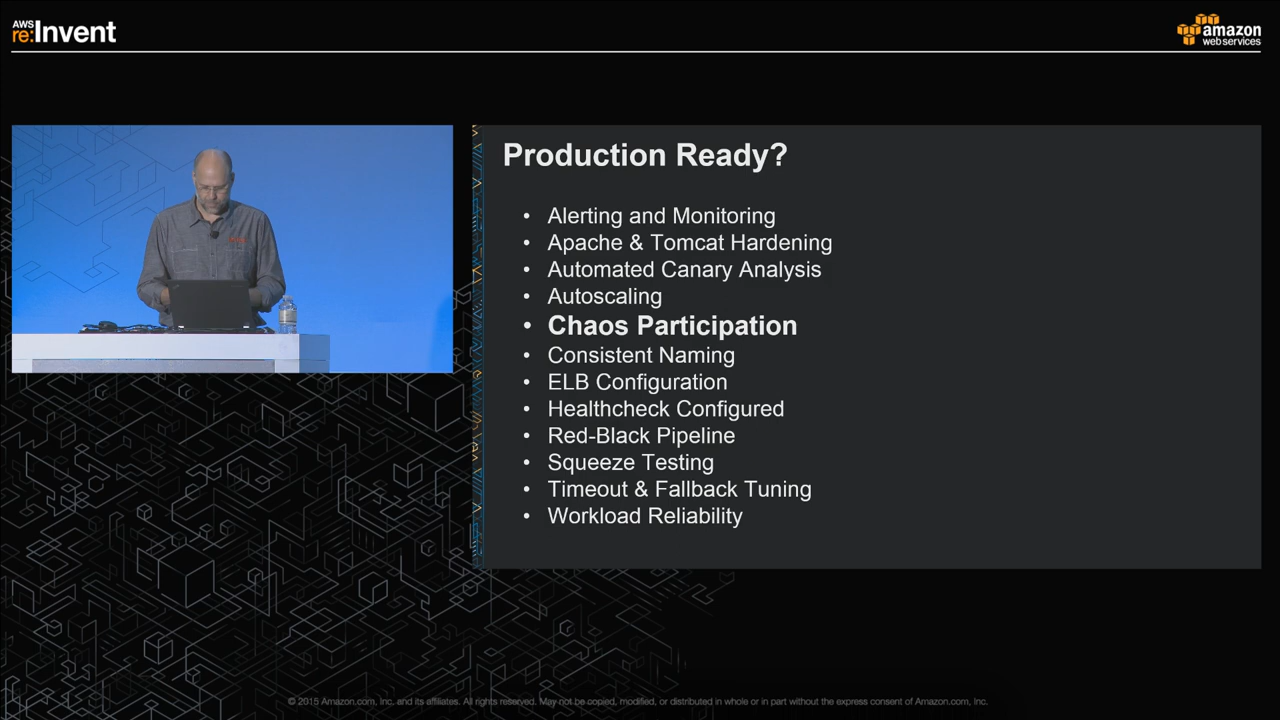 AWS
re:Invent
amazon
web services
Production Ready?
• Alerting and Monitoring
• Apache & Tomcat Hardening
• Automated Canary Analysis
• Autoscaling
• Chaos Participation
• Consistent Naming
• ELB Configuration
• Healthcheck Configured
• Red-Black Pipeline
• Squeeze Testing
• Timeout & Fallback Tuning
• Workload Reliability
© 2015 Amazon.com, Inc. and its affiliates. All rights reserved. May not be copied, modified, or distributed in whole or in part without the express consent of Amazon.com, Inc.